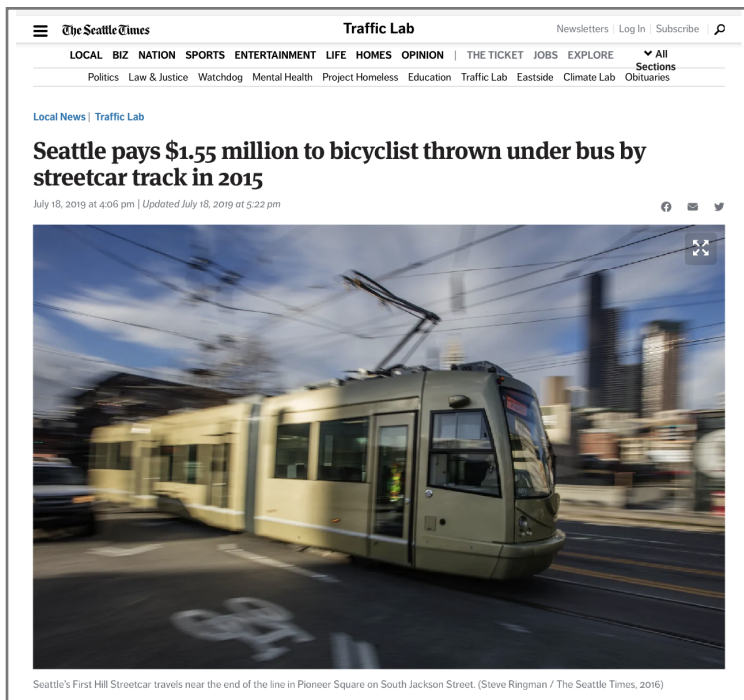 The Seattle Times
Traffic Lab
Newsletters | Log In | Subscribe
LOCAL BIZ NATION SPORTS ENTERTAINMENT LIFE HOMES OPINION | THE TICKET JOBS EXPLORE All Sections
Politics Law & Justice Watchdog Mental Health Project Homeless Education Traffic Lab Eastside Climate Lab Obituaries
Local News | Traffic Lab
Seattle pays $1.55 million to bicyclist thrown under bus by
streetcar track in 2015
July 18, 2019 at 4:06 pm | Updated July 18, 2019 at 5:22 pm
Seattle's First Hill Streetcar travels near the end of the line in Pioneer Square on South Jackson Street. (Steve Ringman / The Seattle Times, 2016)